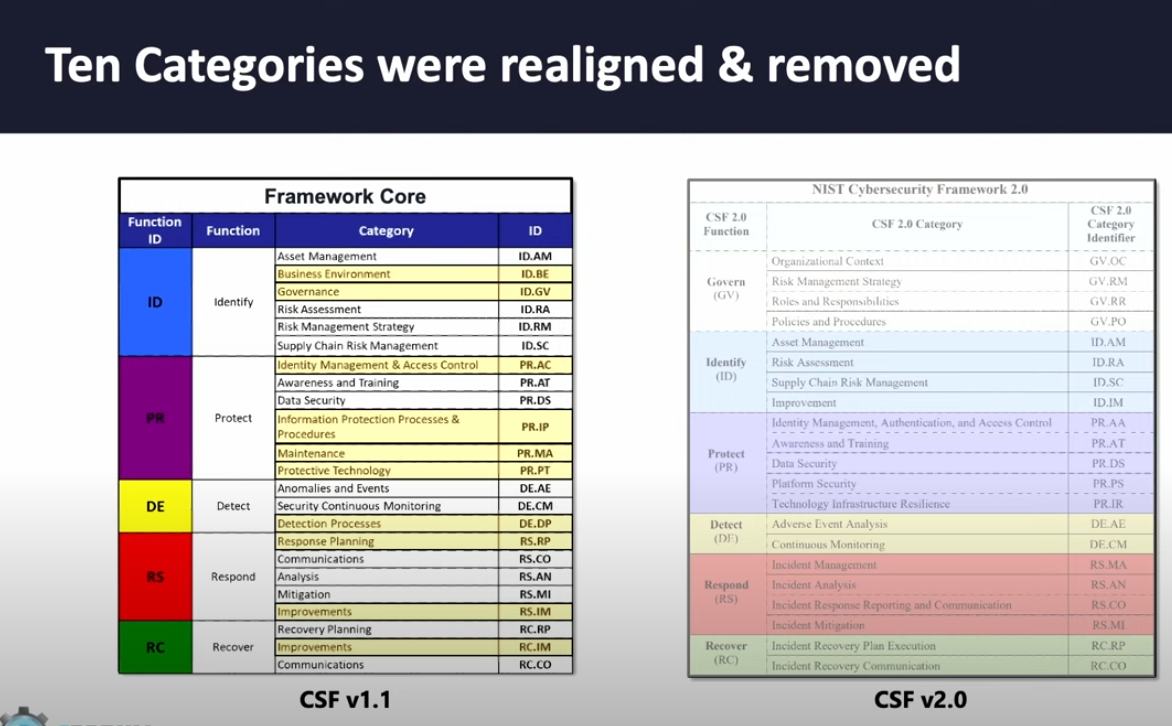 Ten Categories were realigned & removed
Framework Core
Function ID Function Category ID
ID Identify
Asset Management ID.AM
Business Environment ID.BE
Governance ID.GV
Risk Assessment ID.RA
Risk Management Strategy ID.RM
Supply Chain Risk Management ID.SC
PR Protect
Identity Management & Access Control PR.AC
Awareness and Training PR.AT
Data Security PR.DS
Information Protection Processes &
Procedures PR.IP
Maintenance PR.MA
Protective Technology PR.PT
DE Detect
Anomalies and Events DE.AE
Security Continuous Monitoring DE.CM
Detection Processes DE.DP
RS Respond
Response Planning RS.RP
Communications RS.CO
Analysis RS.AN
Mitigation RS.MI
Improvements RS.IM
RC Recover
Recovery Planning RC.RP
Improvements RC.IM
Communications RC.CO
CSF v1.1
NIST Cybersecurity Framework 2.0
CSF 2.0 Function CSF 2.0 Category CSF 2.0 Category Identifier
Govern (GV)
Organizational Context GV.OC
Risk Management Strategy GV.RM
Roles and Responsibilities GV.RR
Policies and Procedures GV.PO
Identify (ID)
Asset Management ID.AM
Risk Assessment ID.RA
Supply Chain Risk Management ID.SC
Improvement ID.IM
Protect (PR)
Identity Management, Authentication, and Access Control PR.AA
Awareness and Training PR.AT
Data Security PR.DS
Platform Security PR.PS
Technology Infrastructure Resilience PR.IR
Detect (DE)
Adverse Event Analysis DE.AE
Continuous Monitoring DE.CM
Respond (RS)
Incident Management RS.MA
Incident Analysis RS.AN
Incident Response Reporting and Communication RS.CO
Incident Mitigation RS.MI
Recover (RC)
Incident Recovery Plan Execution RC.RP
Incident Recovery Communication RC.CO
CSF v2.0